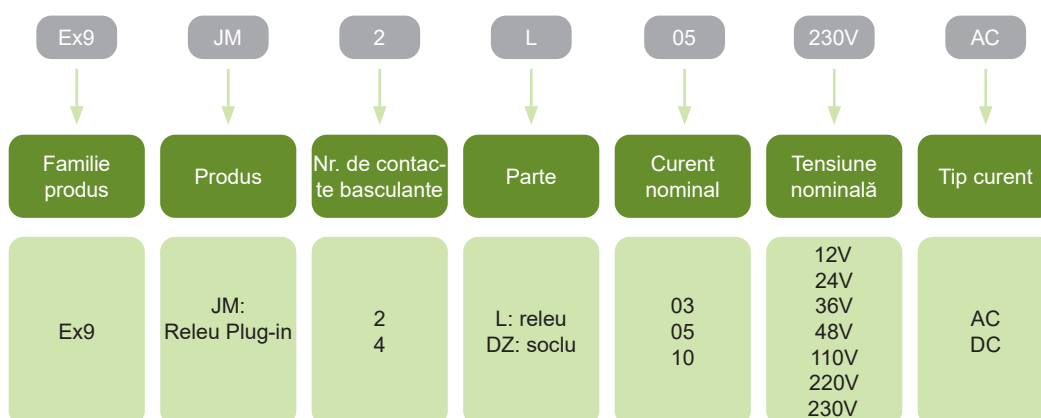 Ex9
JM
2
L
05
230V
AC
Familie
produs
Produs
Nr. de contac-
te basculante
Parte
Curent
nominal
Tensiune
nominală
Tip curent
Ex9
JM:
Releu Plug-in
2
4
L: releu
DZ: soclu
03
05
10
12V
24V
36V
48V
110V
220V
230V
AC
DC